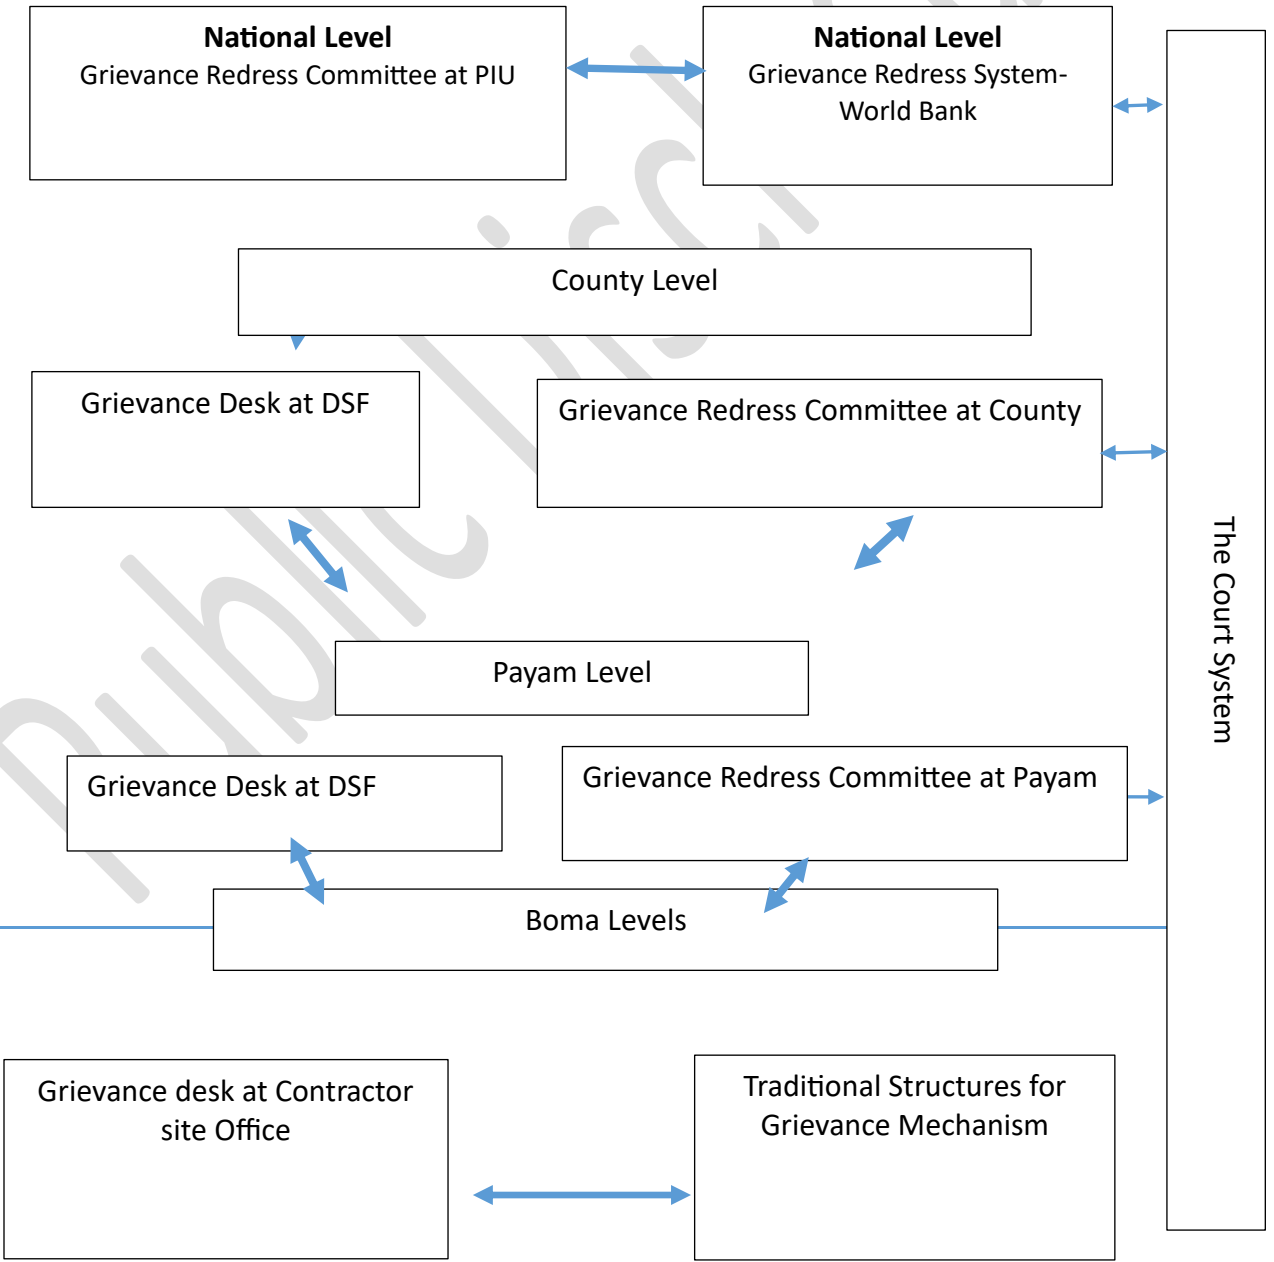 National Level
Grievance Redress Committee at PIU
National Level
Grievance Redress System-
World Bank
County Level
Grievance Desk at DSF
Grievance Redress Committee at County
The Court System
Payam Level
Grievance Desk at DSF
Grievance Redress Committee at Payam
Boma Levels
Grievance desk at Contractor
site Office
Traditional Structures for
Grievance Mechanism
Public Discl